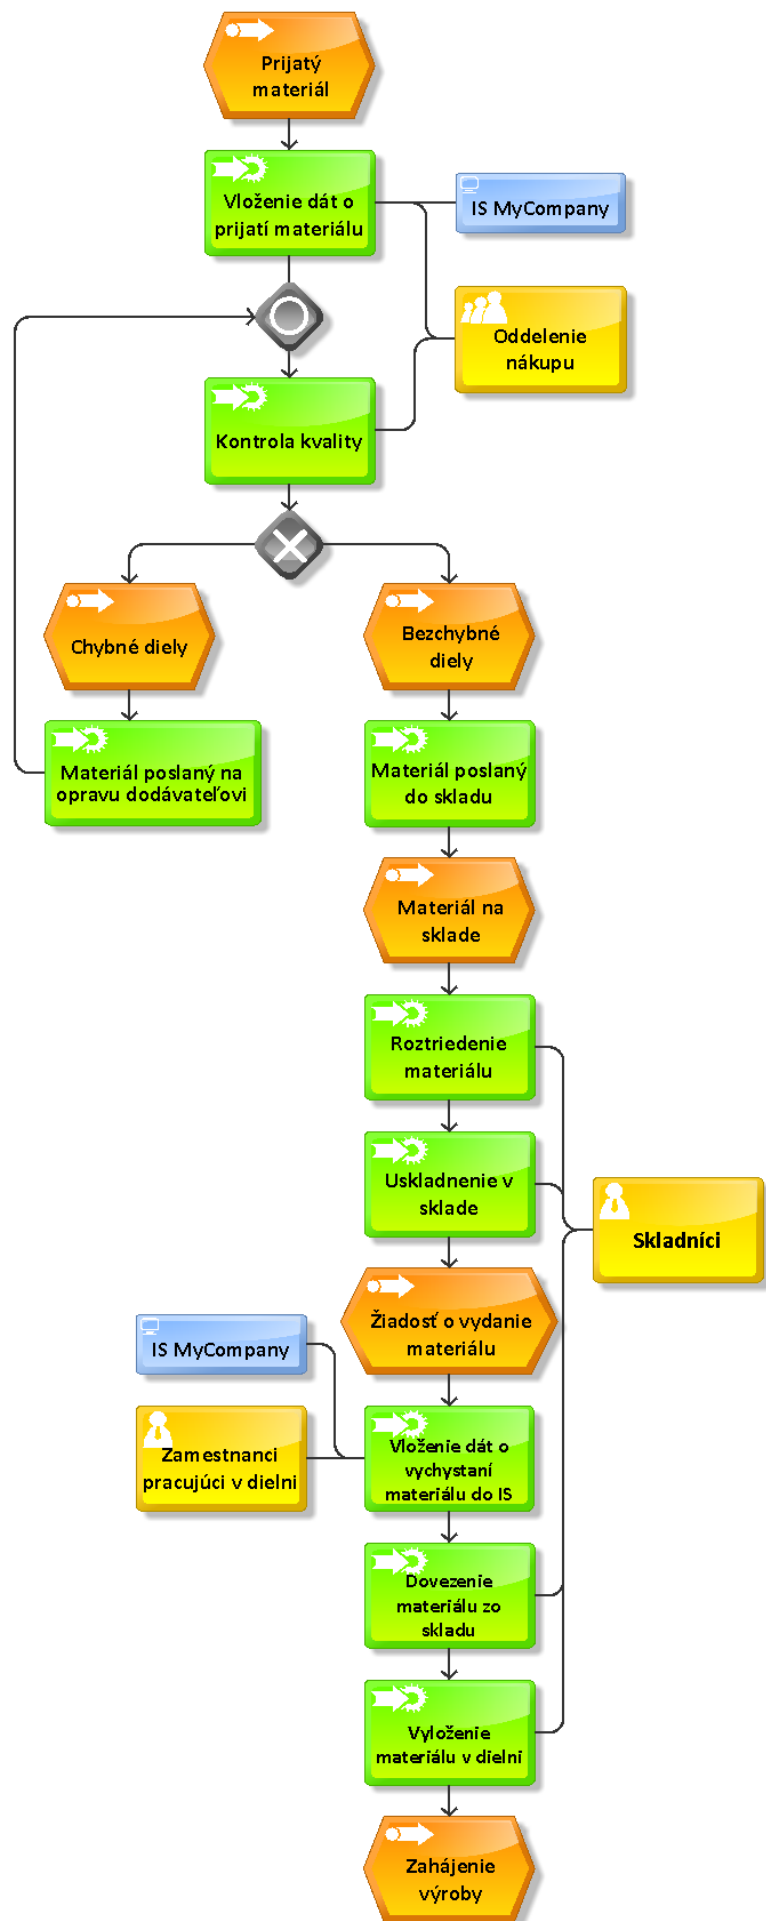 Prijatý
materiál
Vloženie dát o
prijatí materiálu
IS MyCompany
Oddelenie
nákupu
Kontrola kvality
Chybné diely
Bezchybné
diely
Materiál poslaný na
opravu dodávateľovi
Materiál poslaný
do skladu
Materiál na
sklade
Roztriedenie
materiálu
Uskladnenie v
sklade
Skladníci
Žiadosť o vydanie
materiálu
IS MyCompany
Zamestnanci
pracujúci v dielni
Vloženie dát o
vychystaní
materiálu do IS
Dovezenie
materiálu zo
skladu
Vyloženie
materiálu v dielni
Zahájenie
výroby